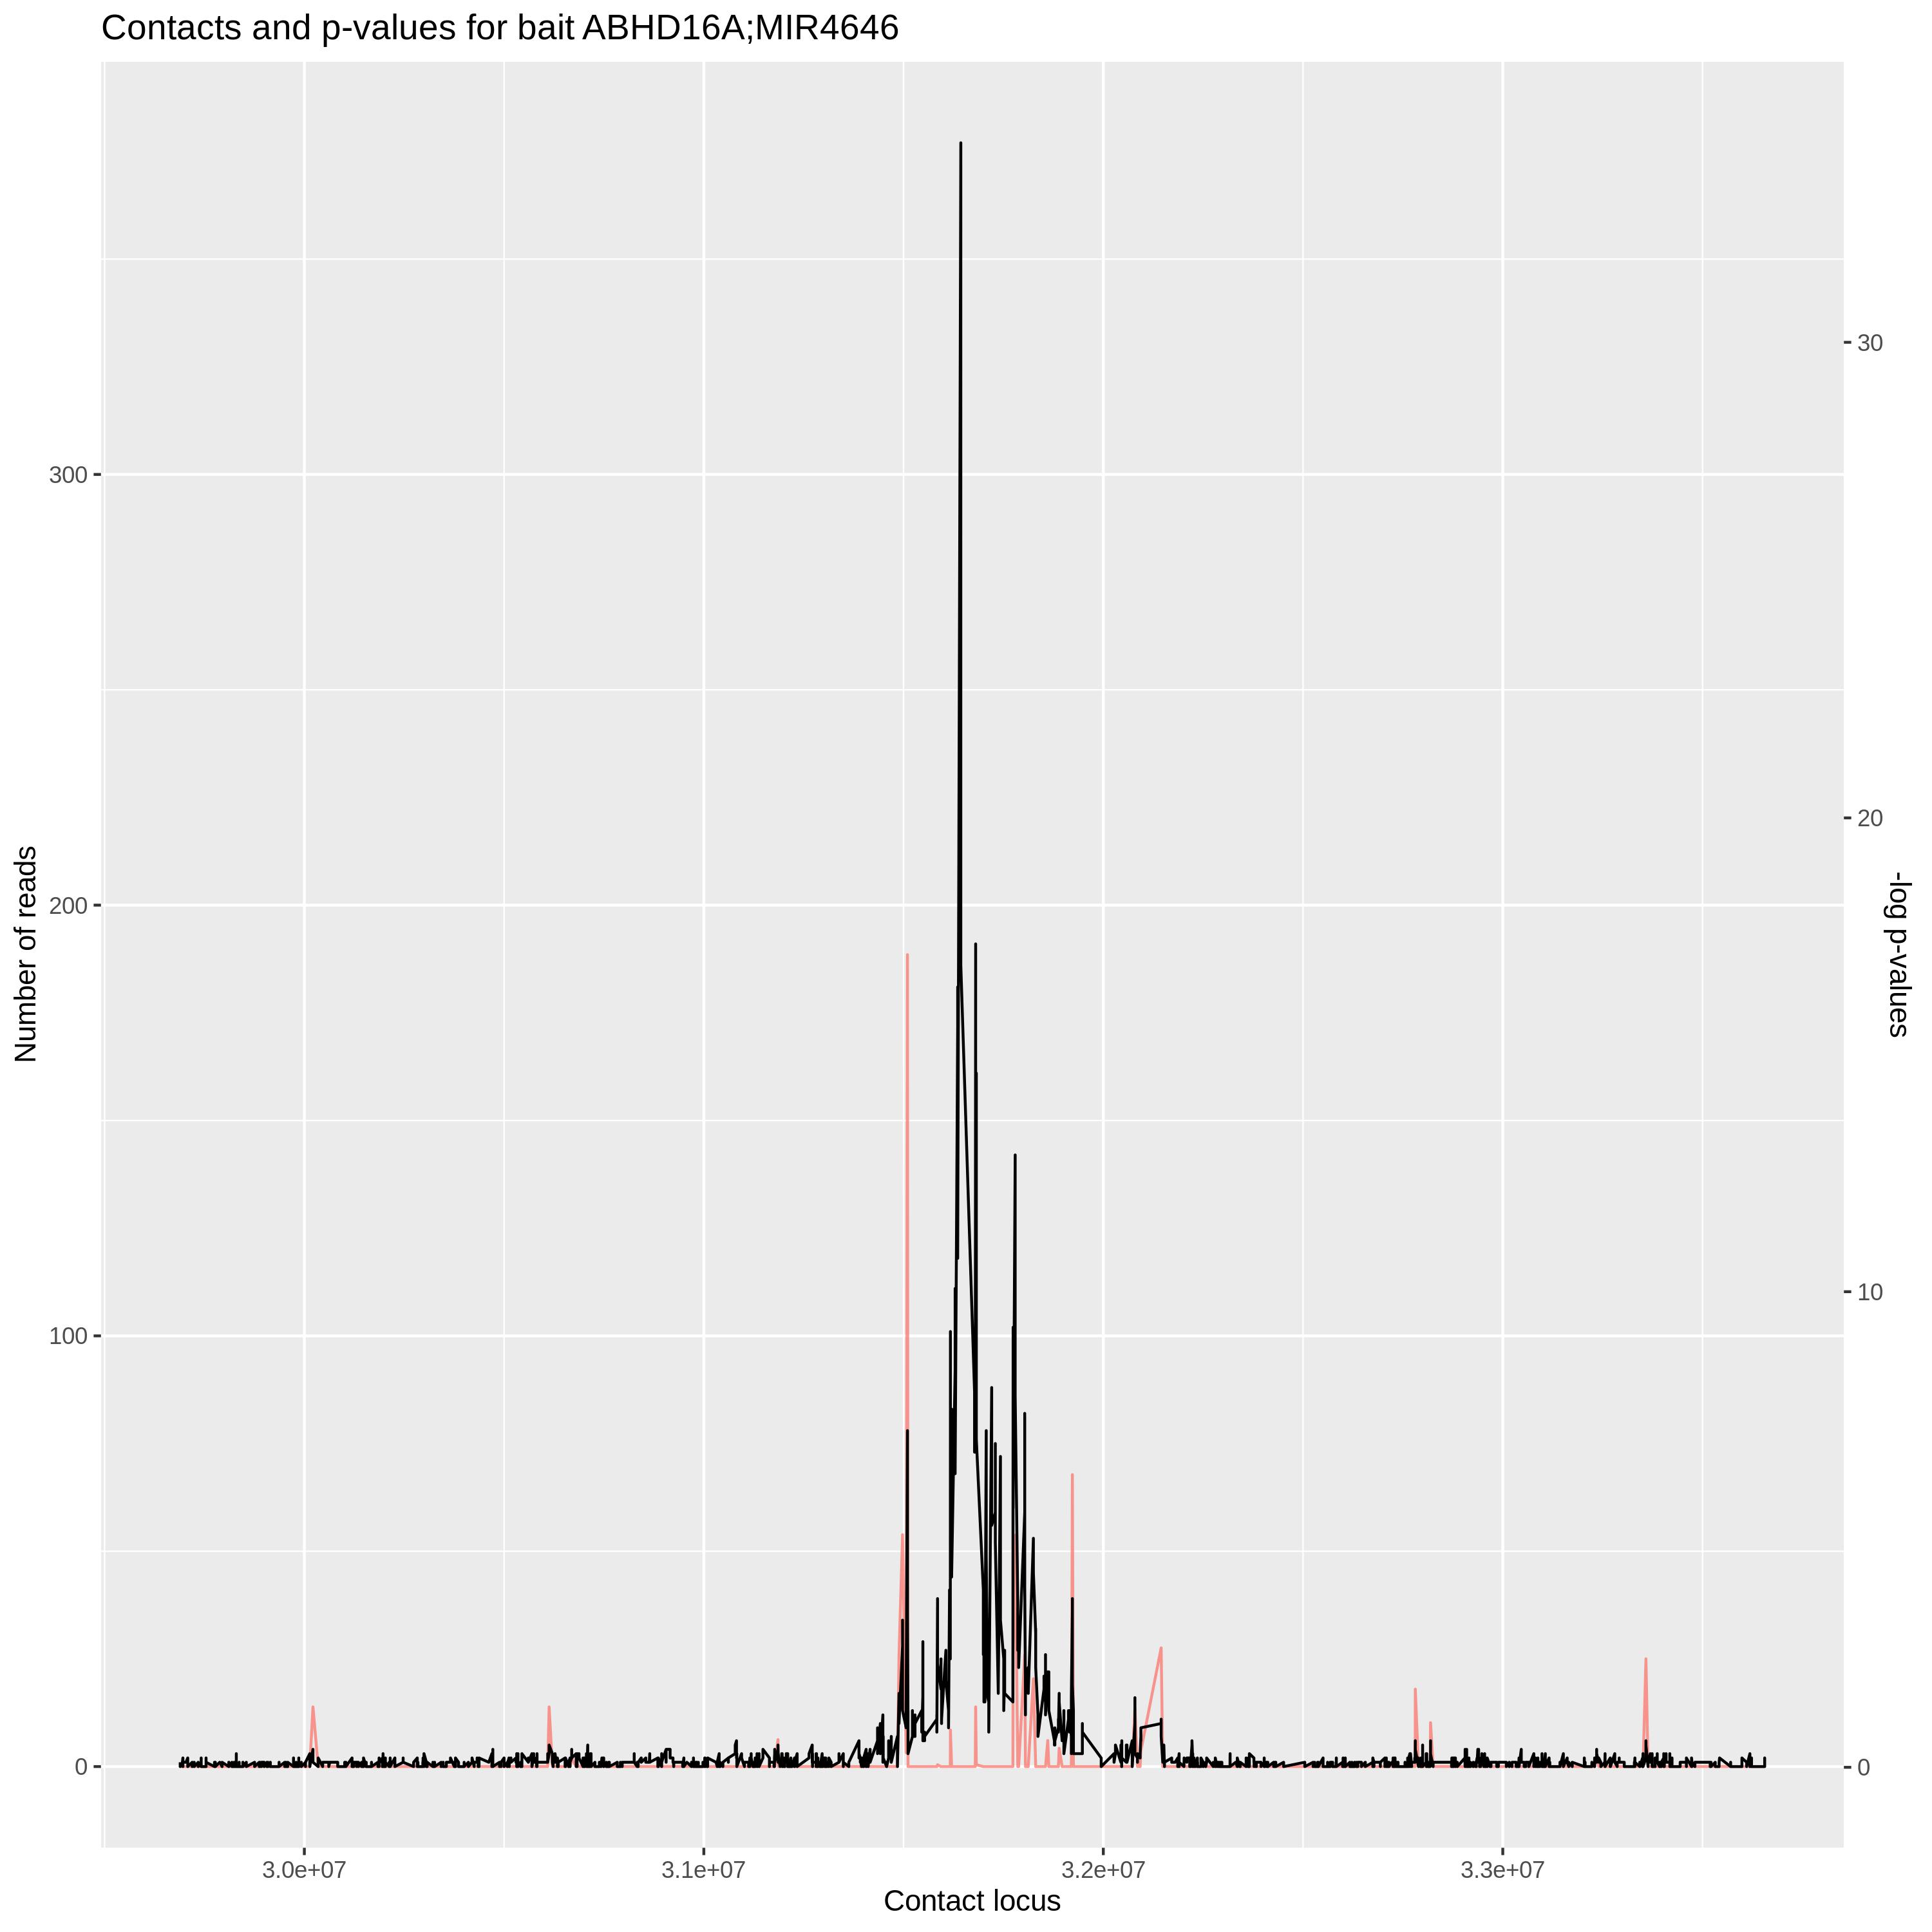 Contacts and p-values for bait ABHD16A;MIR4646
Number of reads
300
200
100
0
30
20
10
0
-log p-values
3.0e+07 3.1e+07 3.2e+07 3.3e+07
Contact locus